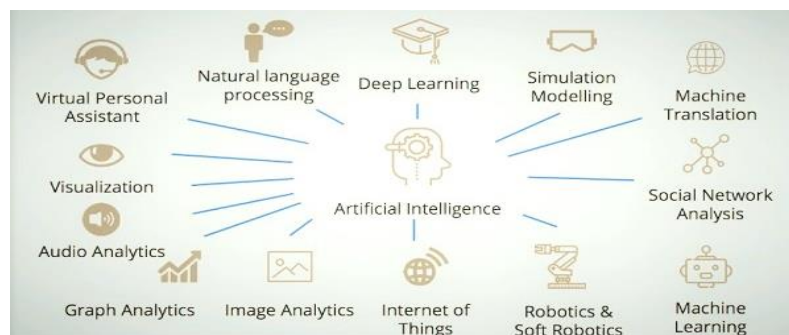 Natural language
processing
Deep Learning
Simulation
Modelling
Virtual Personal
Assistant
Machine
Translation
Visualization
Artificial Intelligence
Social Network
Analysis
Audio Analytics
Graph Analytics
Image Analytics
Internet of
Things
Robotics &
Soft Robotics
Machine
Learning